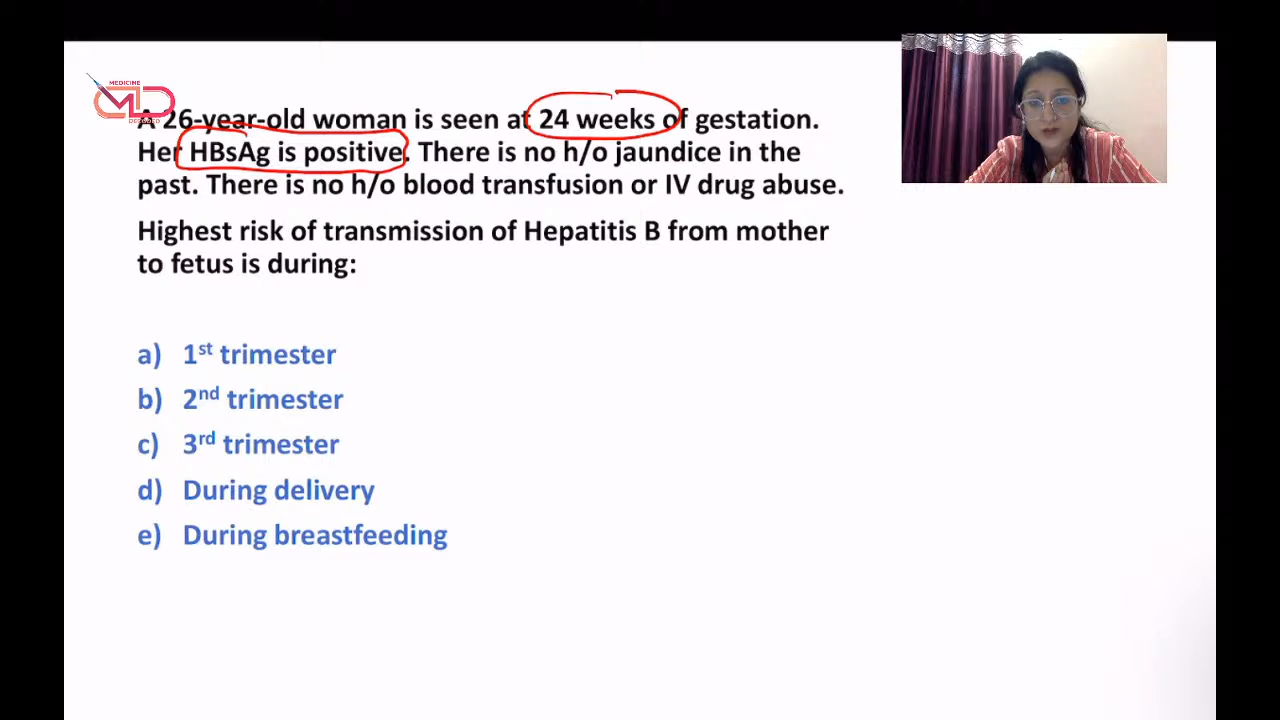 MEDICINE
MD
DECODED
A 26-year-old woman is seen at 24 weeks of gestation.
Her HBsAg is positive. There is no h/o jaundice in the
past. There is no h/o blood transfusion or IV drug abuse.
Highest risk of transmission of Hepatitis B from mother
to fetus is during:
a) 1st trimester
b) 2nd trimester
c) 3rd trimester
d) During delivery
e) During breastfeeding